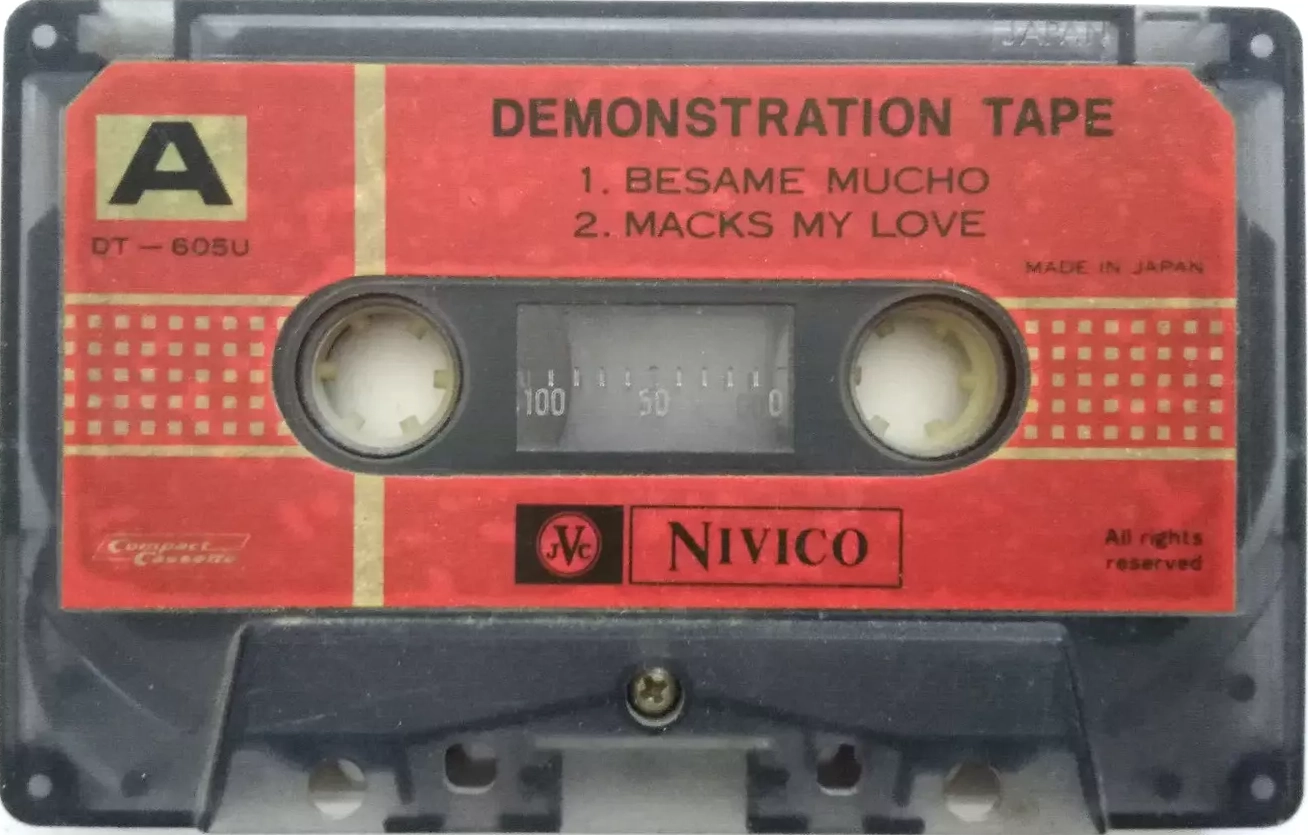 JAPAN
A
DT — 605U
DEMONSTRATION TAPE
1. BESAME MUCHO
2. MACKS MY LOVE
MADE IN JAPAN
100 50 0
Compact
Cassette
JVC NIVICO
All rights
reserved